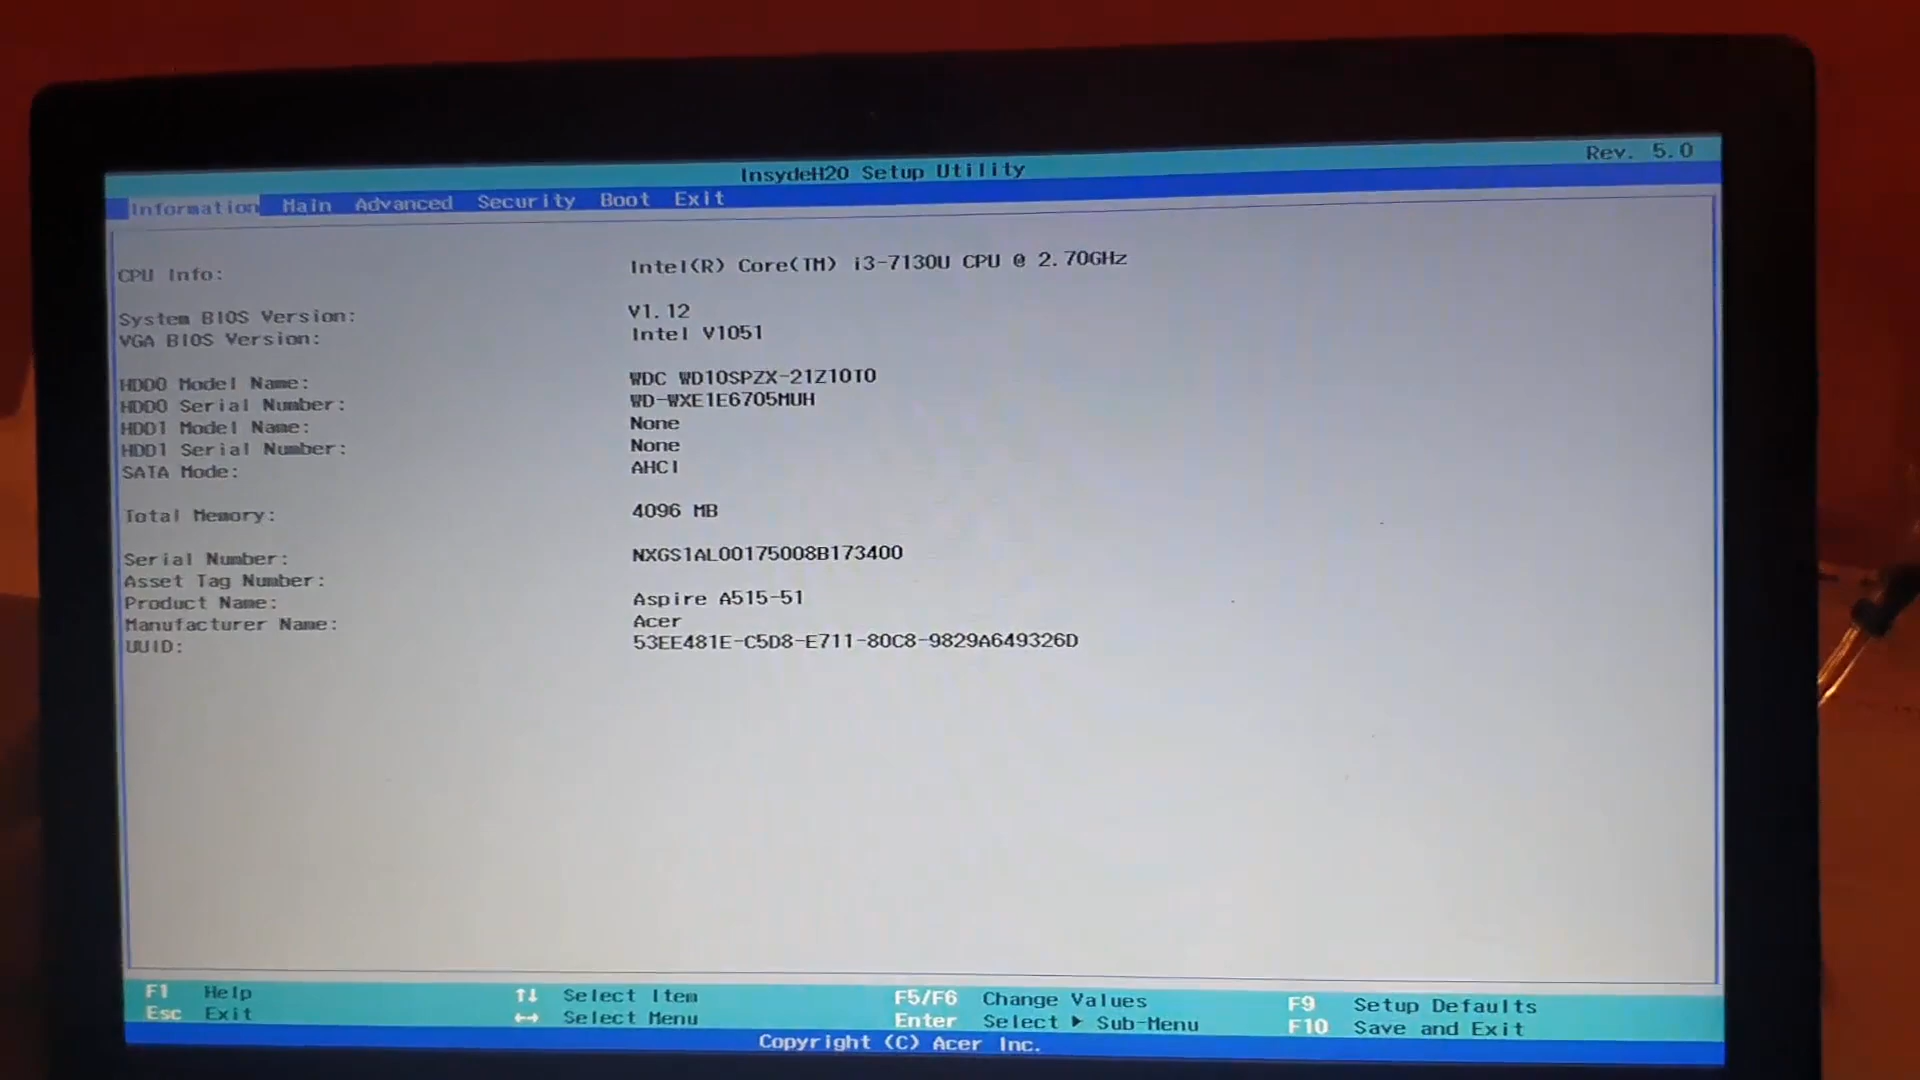 InsydeH20 Setup Utility Rev. 5.0
Information Main Advanced Security Boot Exit
CPU Info: Intel(R) Core(TM) i3-7130U CPU @ 2.70GHz
System BIOS Version: V1.12
VGA BIOS Version: Intel V1051
HDD0 Model Name: WDC WD10SPZX-21Z10T0
HDD0 Serial Number: WD-WXE1E6705MUH
HDD1 Model Name: None
HDD1 Serial Number: None
SATA Mode: AHCI
Total Memory: 4096 MB
Serial Number: NXGS1AL00175008B173400
Asset Tag Number:
Product Name: Aspire A515-51
Manufacturer Name: Acer
UUID: 53EE481E-C5D8-E711-80C8-9829A649326D
F1 Help ↑↓ Select Item F5/F6 Change Values F9 Setup Defaults
Esc Exit ↔ Select Menu Enter Select ▶ Sub-Menu F10 Save and Exit
Copyright (C) Acer Inc.